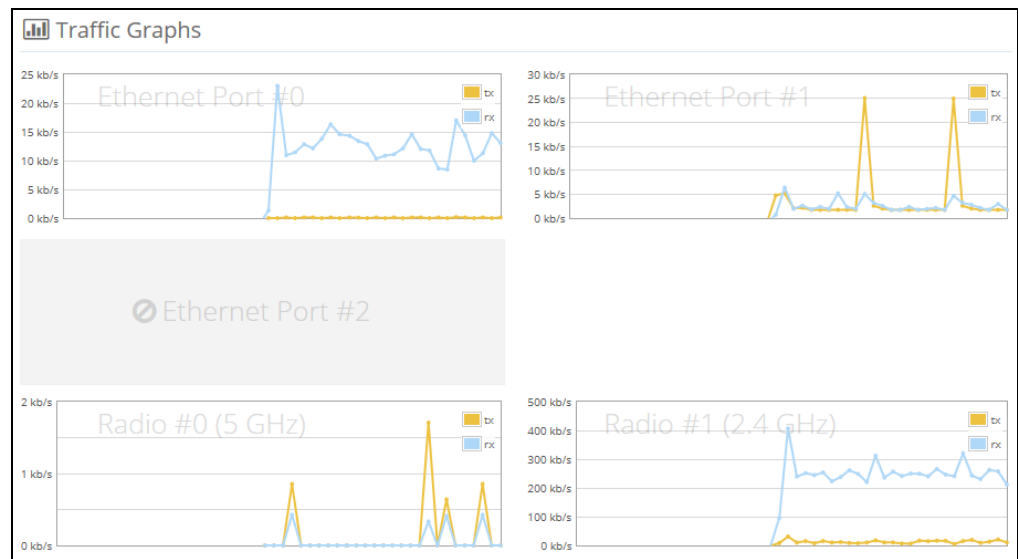 Traffic Graphs
Ethernet Port #0
25 kb/s
20 kb/s
15 kb/s
10 kb/s
5 kb/s
0 kb/s
tx
rx
Ethernet Port #1
30 kb/s
25 kb/s
20 kb/s
15 kb/s
10 kb/s
5 kb/s
0 kb/s
tx
rx
Ethernet Port #2
Radio #0 (5 GHz)
2 kb/s
1 kb/s
0 kb/s
tx
rx
Radio #1 (2.4 GHz)
500 kb/s
400 kb/s
300 kb/s
200 kb/s
100 kb/s
0 kb/s
tx
rx